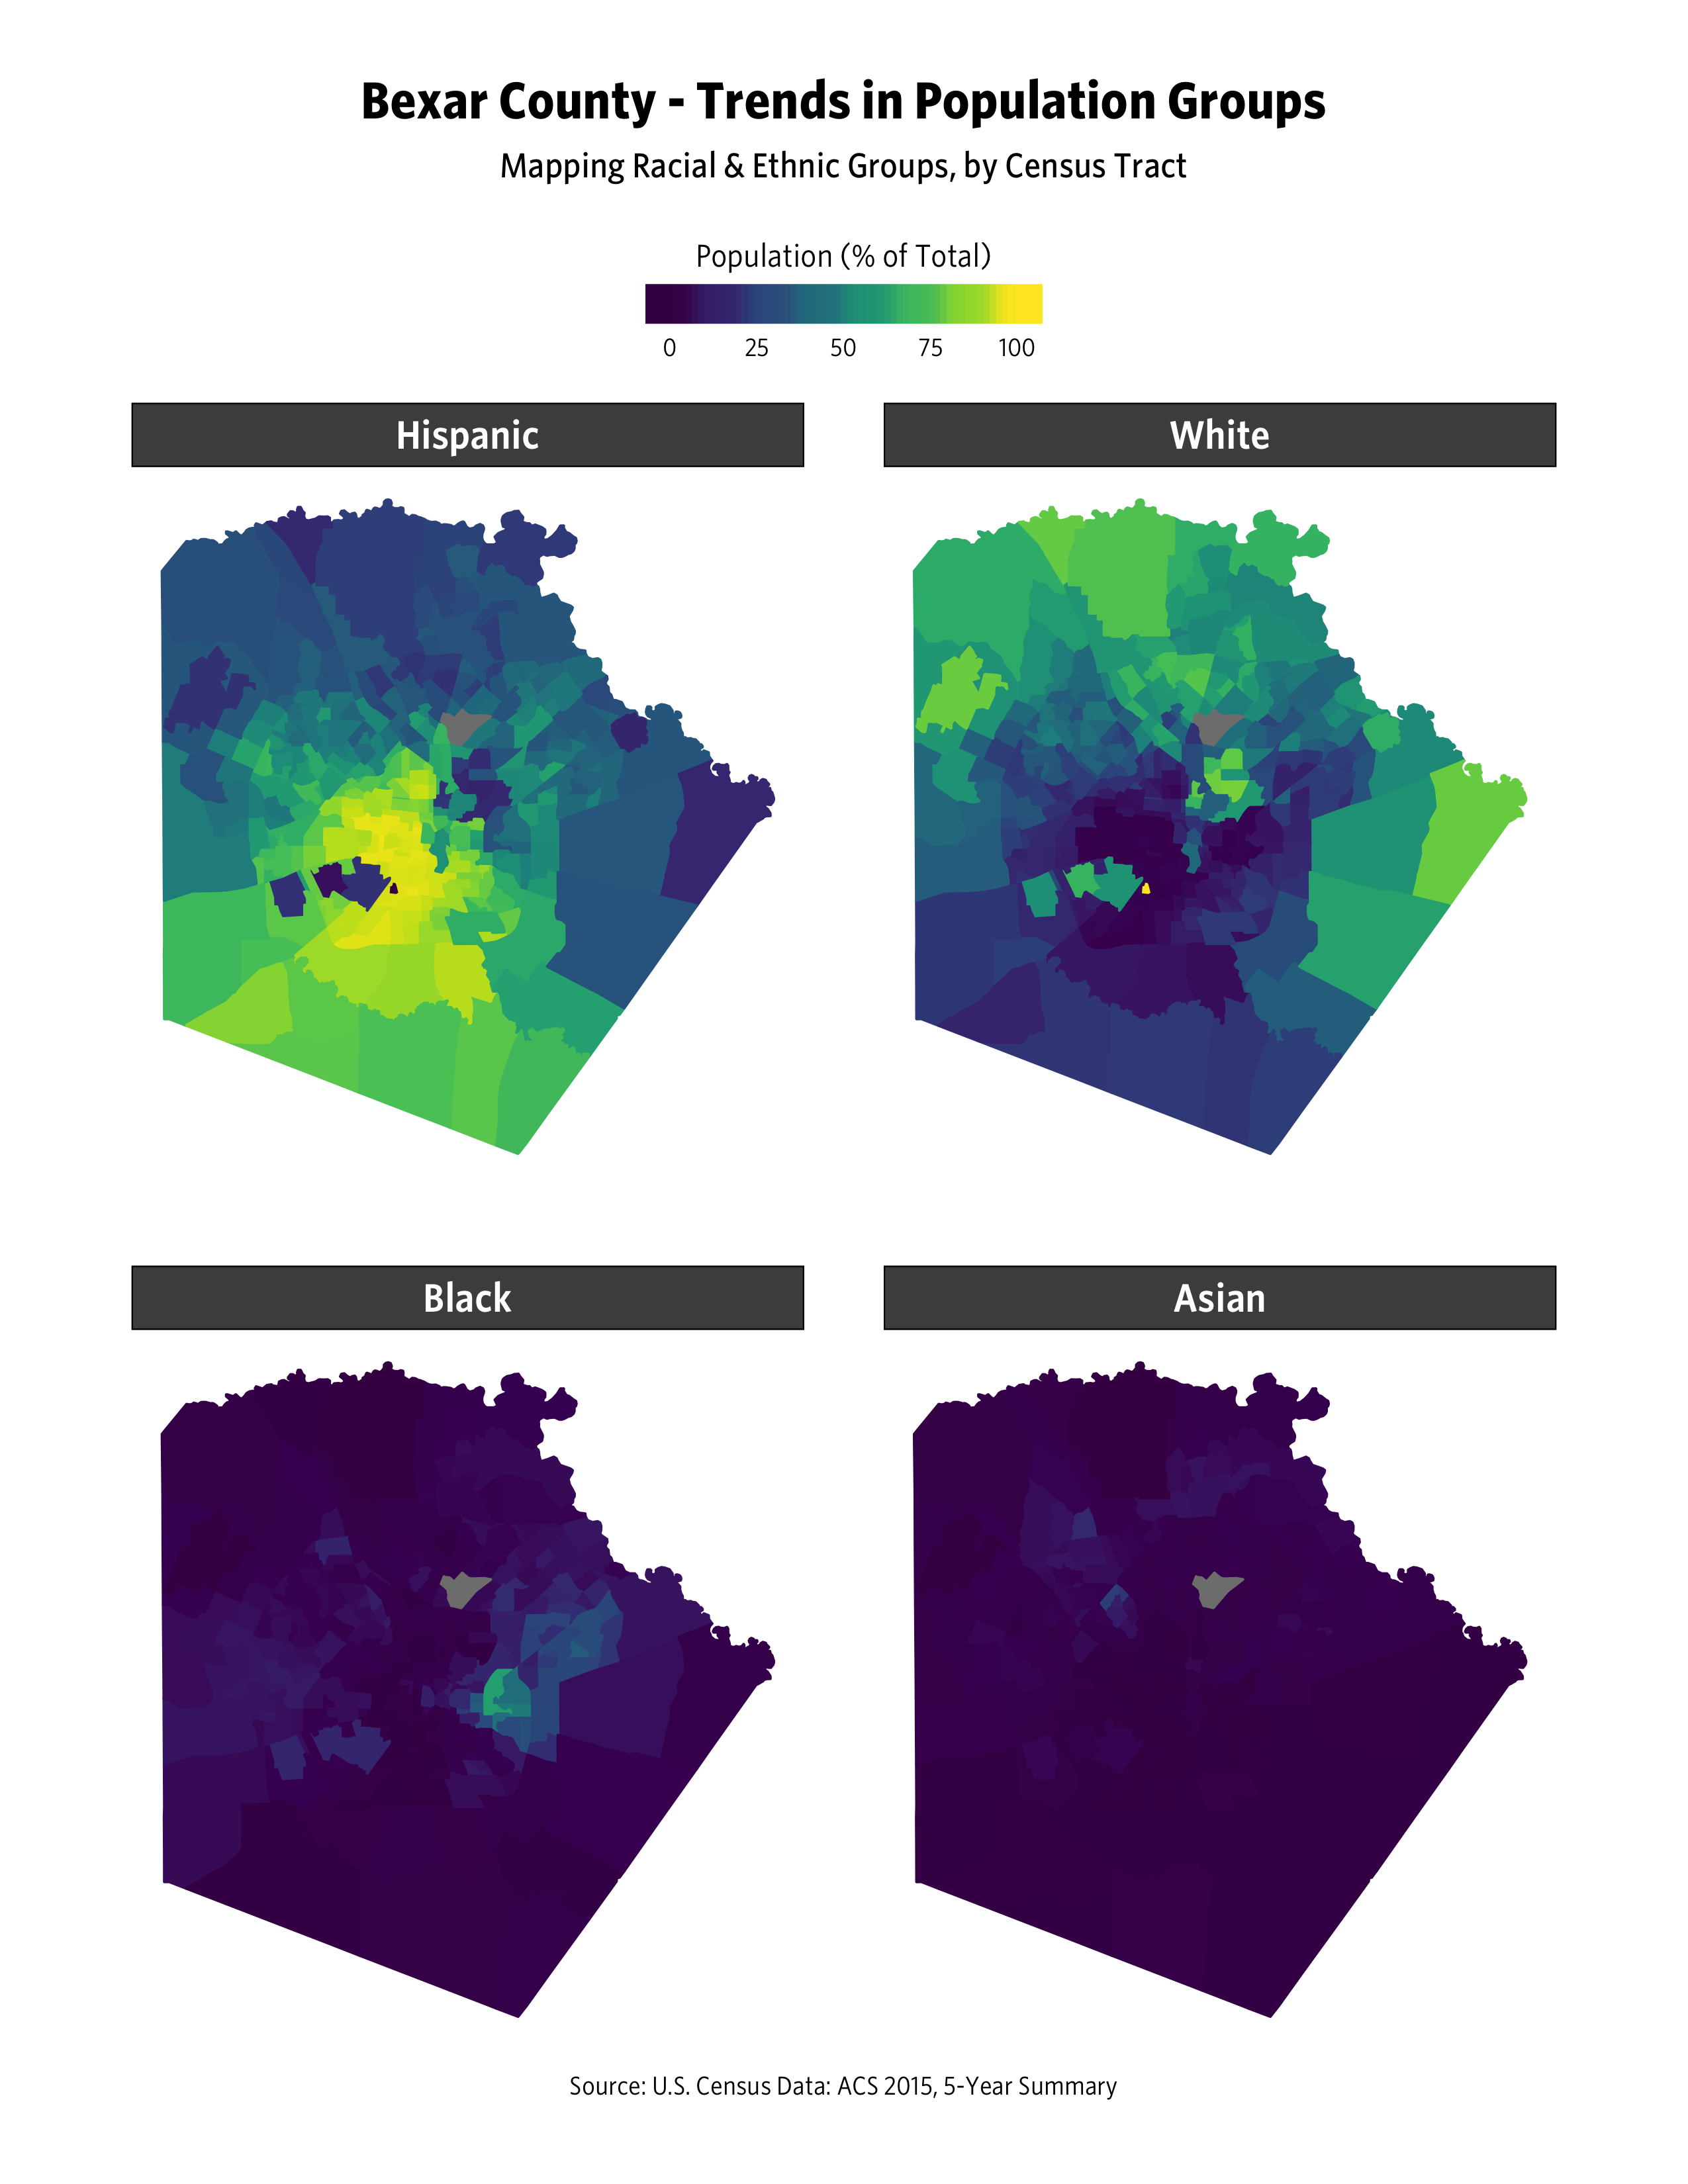 Bexar County - Trends in Population Groups
Mapping Racial & Ethnic Groups, by Census Tract
Population (% of Total)
0 25 50 75 100
Hispanic
White
Black
Asian
Source: U.S. Census Data: ACS 2015, 5-Year Summary